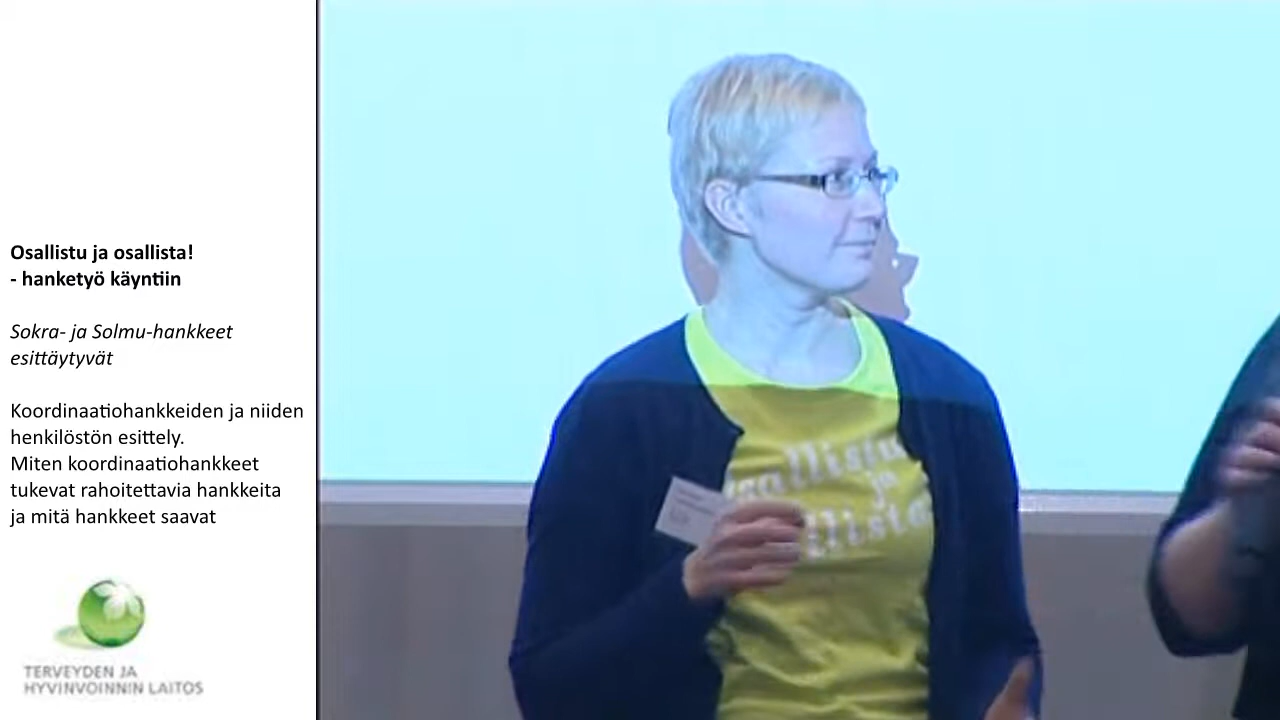 Osallistu ja osallista!
- hanketyö käyntiin
Sokra- ja Solmu-hankkeet
esittäytyvät
Koordinaatiohankkeiden ja niiden
henkilöstön esittely.
Miten koordinaatiohankkeet
tukevat rahoitettavia hankkeita
ja mitä hankkeet saavat
TERVEYDEN JA
HYVINVOINNIN LAITOS
ja